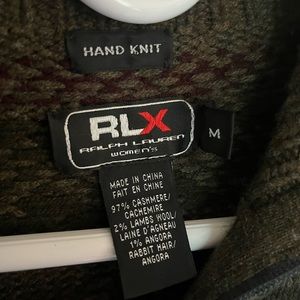 HAND KNIT
RLX
RALPH LAUREN
WOMEN'S
M
MADE IN CHINA
FAIT EN CHINE
97% CASHMERE/
CACHEMIRE
2% LAMBS WOOL/
LAINE D'AGNEAU
1% ANGORA
RABBIT HAIR/
ANGORA